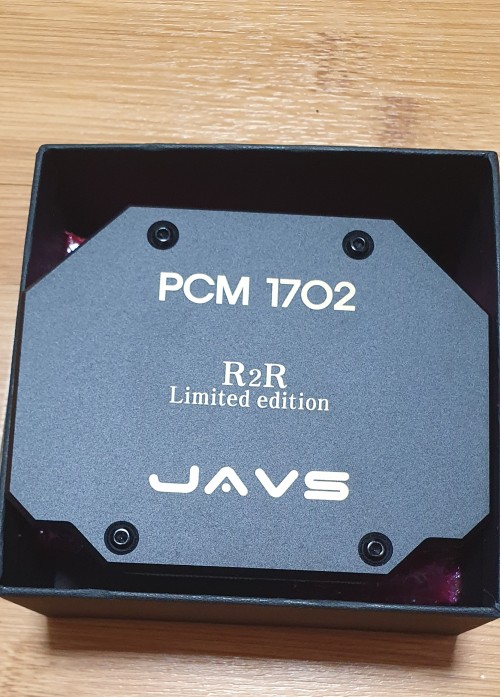 PCM 1702
R2R
Limited edition
JAVS